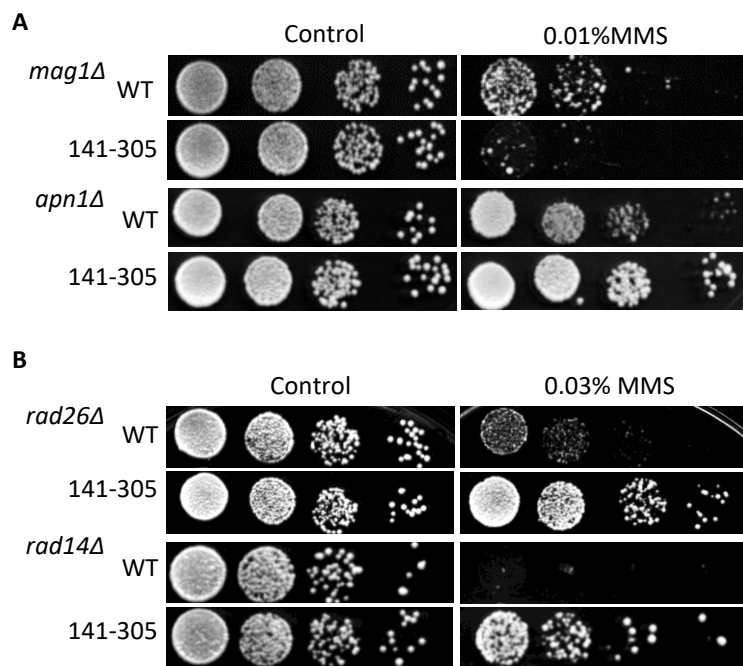 A
Control 0.01%MMS
mag1Δ
WT
141-305
apn1Δ
WT
141-305
B
Control 0.03% MMS
rad26Δ
WT
141-305
rad14Δ
WT
141-305